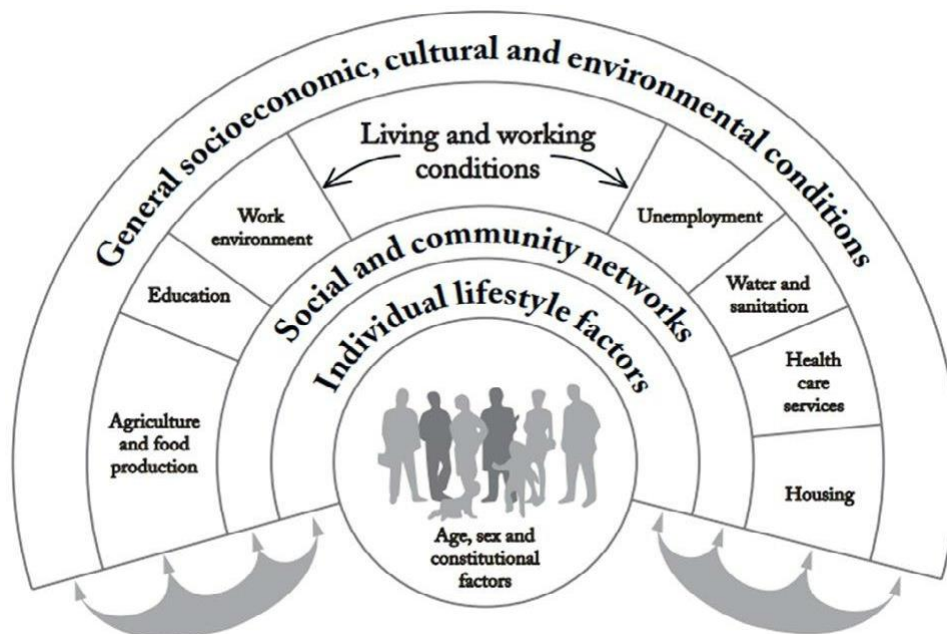 General socioeconomic, cultural and environmental conditions
Living and working
conditions
Work
environment
Unemployment
Education
Water and
sanitation
Agriculture
and food
production
Health
care
services
Housing
Social and community networks
Individual lifestyle factors
Age, sex and
constitutional
factors